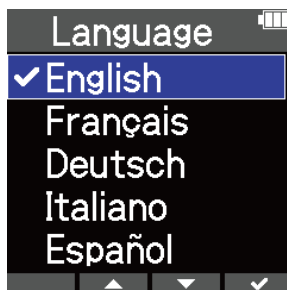 Language
English
Français
Deutsch
Italiano
Español